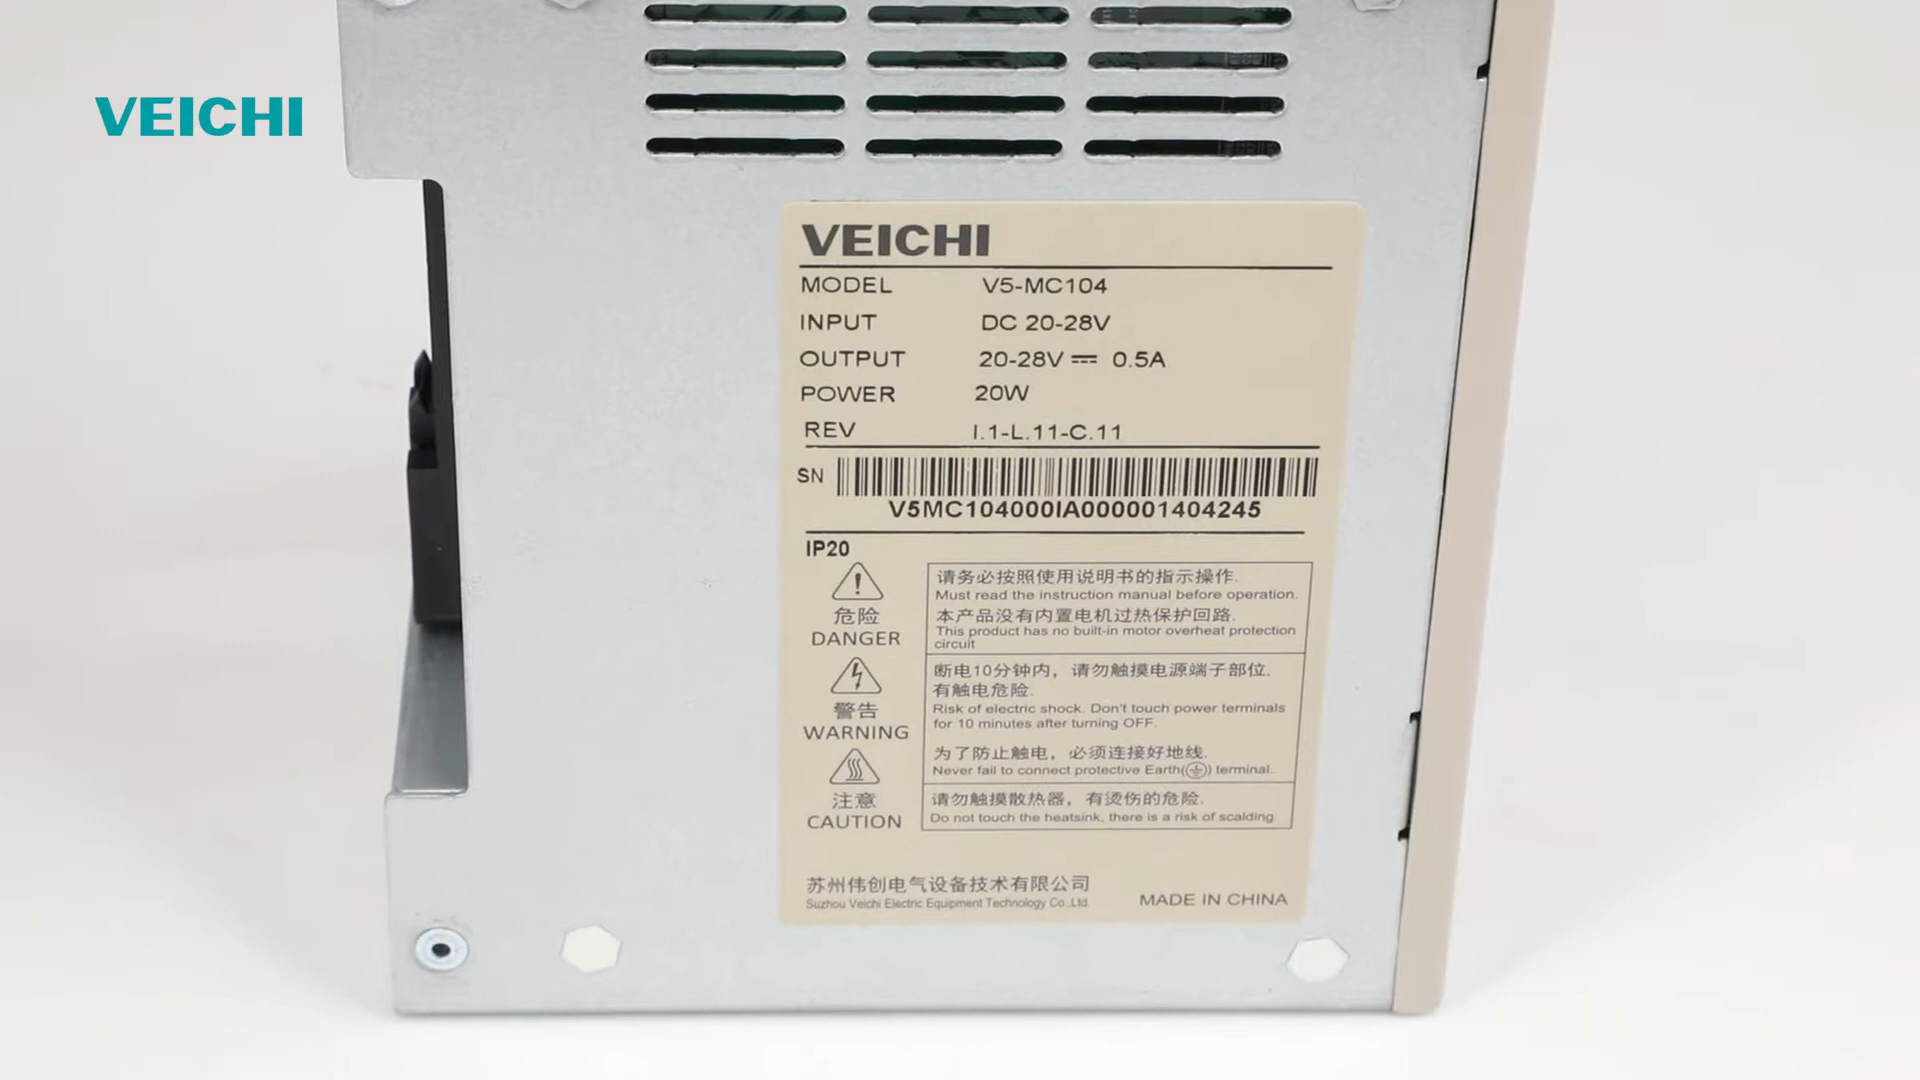 VEICHI
VEICHI
MODEL V5-MC104
INPUT DC 20-28V
OUTPUT 20-28V ⎓ 0.5A
POWER 20W
REV I.1-L.11-C.11
SN
V5MC104000IA000001404245
IP20
危险
DANGER
请务必按照使用说明书的指示操作.
Must read the instruction manual before operation.
本产品没有内置电机过热保护回路.
This product has no built-in motor overheat protection
circuit
警告
WARNING
断电10分钟内，请勿触摸电源端子部位.
有触电危险.
Risk of electric shock. Don't touch power terminals
for 10 minutes after turning OFF.
为了防止触电，必须连接好地线.
Never fail to connect protective Earth(⏚) terminal.
注意
CAUTION
请勿触摸散热器，有烫伤的危险.
Do not touch the heatsink, there is a risk of scalding.
苏州伟创电气设备技术有限公司
Suzhou Veichi Electric Equipment Technology Co.,Ltd.
MADE IN CHINA